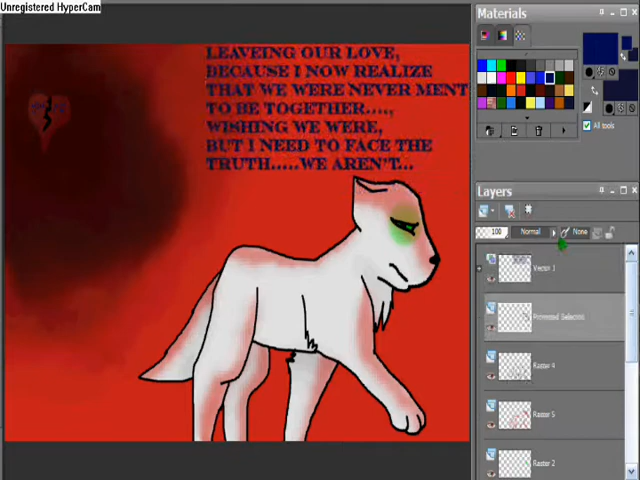 Unregistered HyperCam
LEAVEING OUR LOVE,
BECAUSE I NOW REALIZE
THAT WE WERE NEVER MENT
TO BE TOGETHER....,
WISHING WE WERE,
BUT I NEED TO FACE THE
TRUTH.....WE AREN'T...
Materials
All tools
Layers
100 Normal None
Vector 1
Promoted Selection
Raster 4
Raster 5
Raster 2